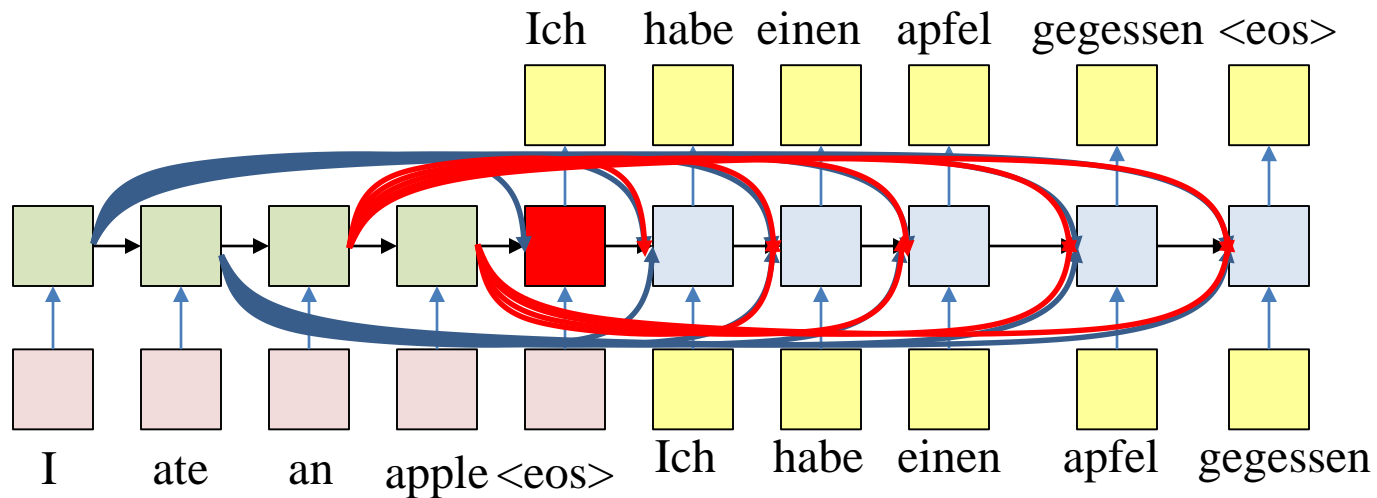 Ich habe einen apfel gegessen <eos>
I ate an apple <eos> Ich habe einen apfel gegessen